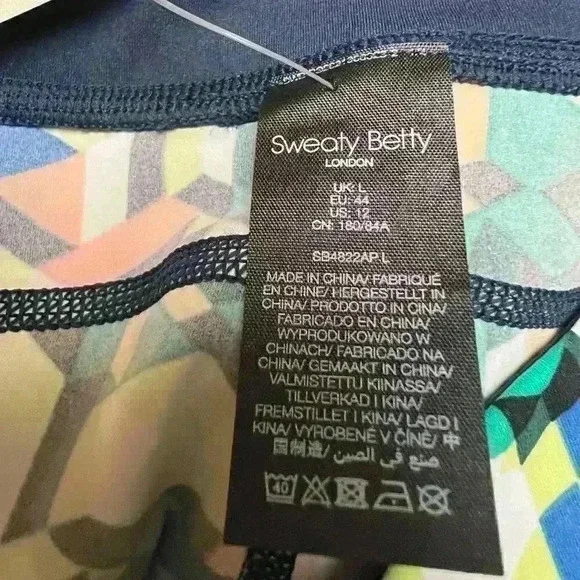 Sweaty Betty
LONDON
UK: L
EU: 44
US: 12
CN: 180/84A
SB4822AP L
MADE IN CHINA/ FABRIQUÉ
EN CHINE/ HERGESTELLT IN
CHINA/ PRODOTTO IN CINA/
FABRICADO EN CHINA/
WYPRODUKOWANO W
CHINACH/ FABRICADO NA
CHINA/ GEMAAKT IN CHINA/
VALMISTETTU KIINASSA/
TILLVERKAD I KINA/
FREMSTILLET I KINA/ LAGD I
KINA/ VYROBENÉ V ČÍNĚ/ 中
国制造/ صنع في الصين
40